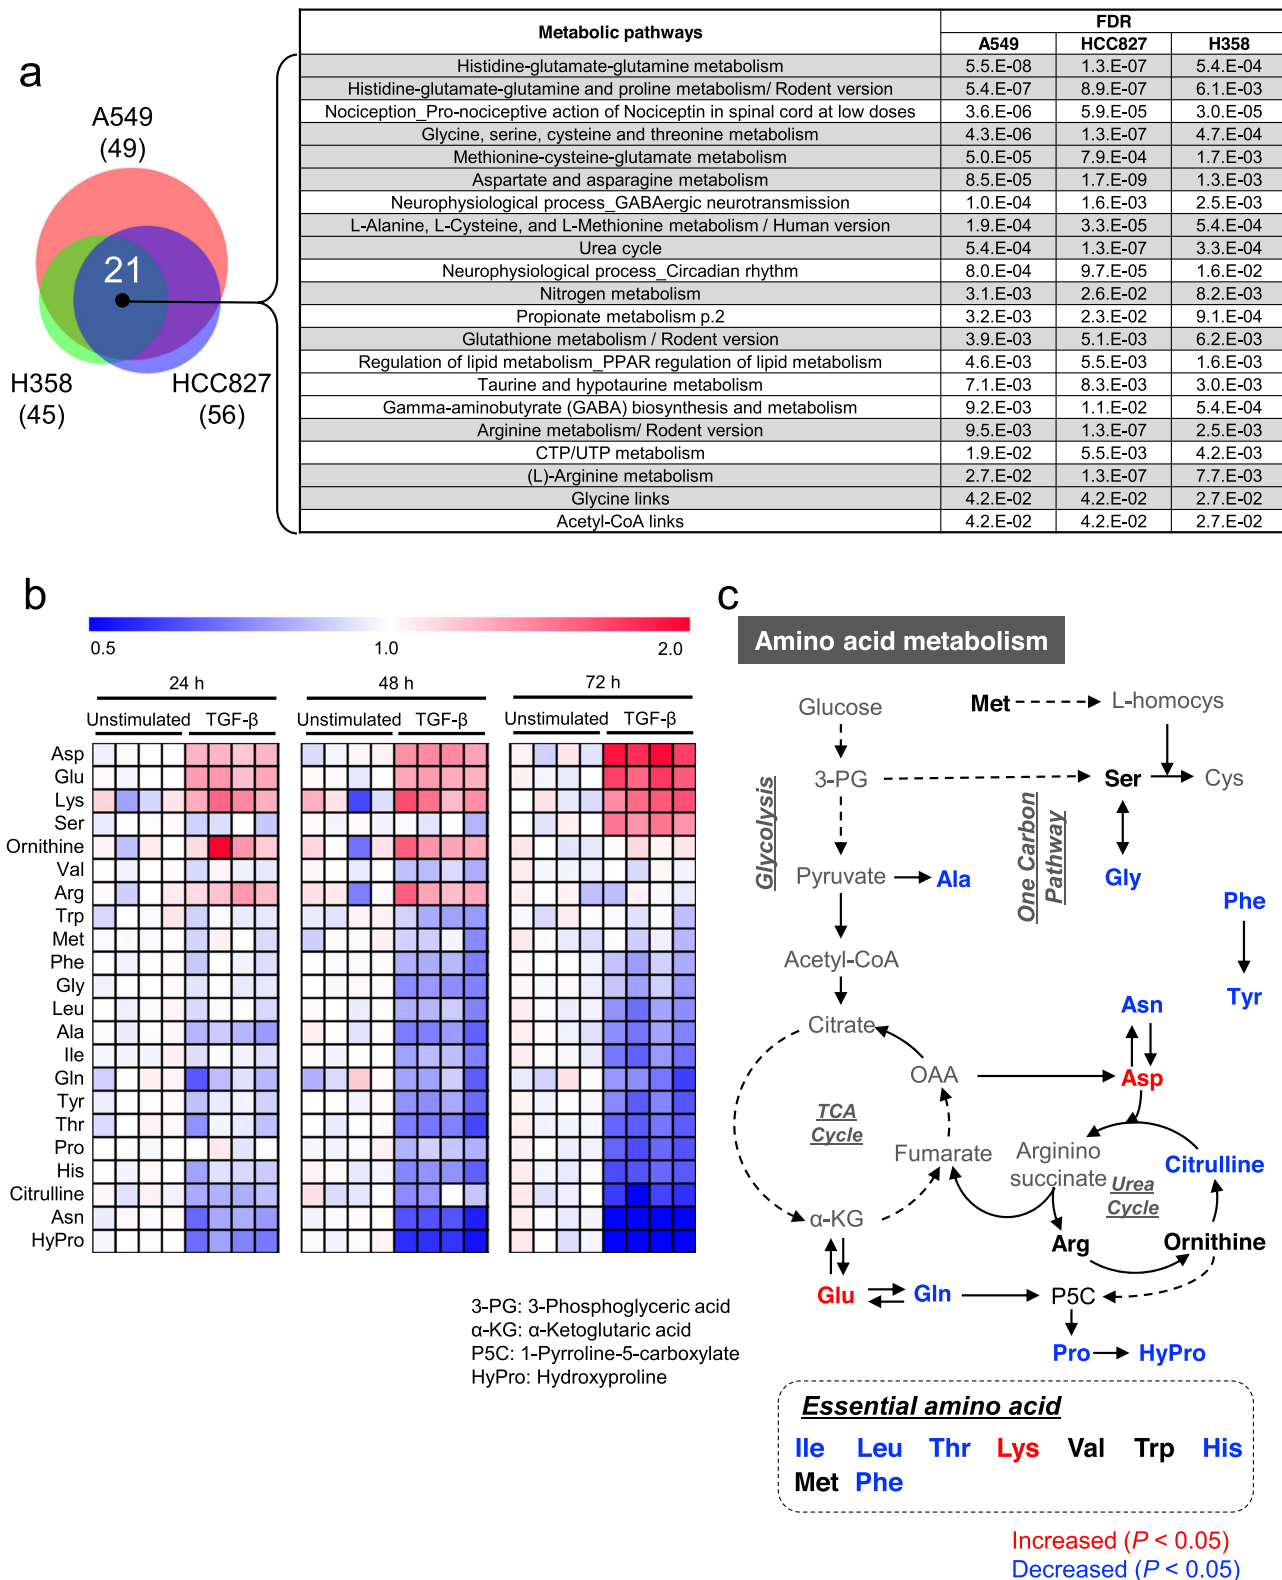 a
A549
(49)
21
H358
(45)
HCC827
(56)
Metabolic pathways FDR
A549 HCC827 H358
Histidine-glutamate-glutamine metabolism 5.5.E-08 1.3.E-07 5.4.E-04
Histidine-glutamate-glutamine and proline metabolism/ Rodent version 5.4.E-07 8.9.E-07 6.1.E-03
Nociception_Pro-nociceptive action of Nociceptin in spinal cord at low doses 3.6.E-06 5.9.E-05 3.0.E-05
Glycine, serine, cysteine and threonine metabolism 4.3.E-06 1.3.E-07 4.7.E-04
Methionine-cysteine-glutamate metabolism 5.0.E-05 7.9.E-04 1.7.E-03
Aspartate and asparagine metabolism 8.5.E-05 1.7.E-09 1.3.E-03
Neurophysiological process_GABAergic neurotransmission 1.0.E-04 1.6.E-03 2.5.E-03
L-Alanine, L-Cysteine, and L-Methionine metabolism / Human version 1.9.E-04 3.3.E-05 5.4.E-04
Urea cycle 5.4.E-04 1.3.E-07 3.3.E-04
Neurophysiological process_Circadian rhythm 8.0.E-04 9.7.E-05 1.6.E-02
Nitrogen metabolism 3.1.E-03 2.6.E-02 8.2.E-03
Propionate metabolism p.2 3.2.E-03 2.3.E-02 9.1.E-04
Glutathione metabolism / Rodent version 3.9.E-03 5.1.E-03 6.2.E-03
Regulation of lipid metabolism_PPAR regulation of lipid metabolism 4.6.E-03 5.5.E-03 1.6.E-03
Taurine and hypotaurine metabolism 7.1.E-03 8.3.E-03 3.0.E-03
Gamma-aminobutyrate (GABA) biosynthesis and metabolism 9.2.E-03 1.1.E-02 5.4.E-04
Arginine metabolism/ Rodent version 9.5.E-03 1.3.E-07 2.5.E-03
CTP/UTP metabolism 1.9.E-02 5.5.E-03 4.2.E-03
(L)-Arginine metabolism 2.7.E-02 1.3.E-07 7.7.E-03
Glycine links 4.2.E-02 4.2.E-02 2.7.E-02
Acetyl-CoA links 4.2.E-02 4.2.E-02 2.7.E-02
b
0.5 1.0 2.0
24 h 48 h 72 h
Unstimulated TGF-β Unstimulated TGF-β Unstimulated TGF-β
Asp
Glu
Lys
Ser
Ornithine
Val
Arg
Trp
Met
Phe
Gly
Leu
Ala
Ile
Gln
Tyr
Thr
Pro
His
Citrulline
Asn
HyPro
3-PG: 3-Phosphoglyceric acid
α-KG: α-Ketoglutaric acid
P5C: 1-Pyrroline-5-carboxylate
HyPro: Hydroxyproline
c
Amino acid metabolism
Glucose
Met L-homocys
3-PG Ser Cys
Glycolysis
One Carbon
Pathway
Pyruvate Ala Gly
Phe
Acetyl-CoA
Tyr
Asn
Citrate
OAA Asp
TCA
Cycle
Fumarate
Arginino
succinate
Citrulline
Urea
Cycle
α-KG
Arg Ornithine
Glu Gln P5C
Pro HyPro
Essential amino acid
Ile Leu Thr Lys Val Trp His
Met Phe
Increased (P < 0.05)
Decreased (P < 0.05)